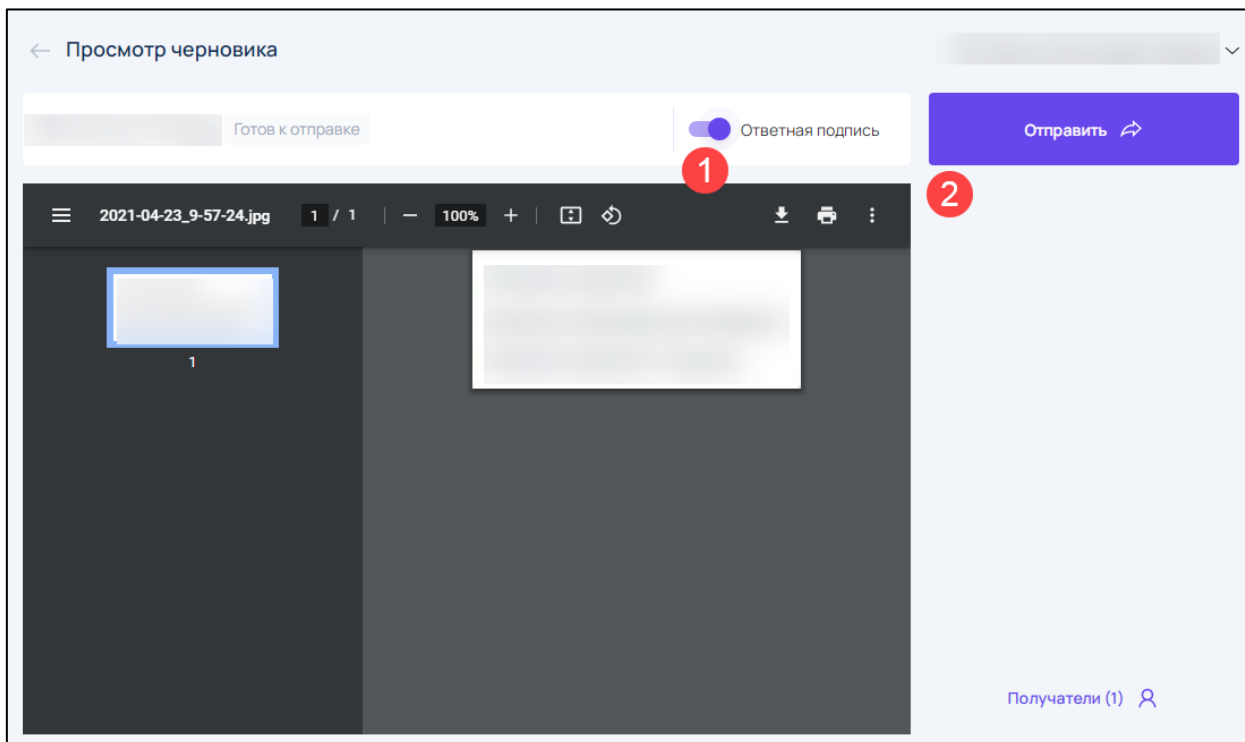 Просмотр черновика
Готов к отправке
Ответная подпись
Отправить
1
2
2021-04-23_9-57-24.jpg 1 / 1 100%
1
Получатели (1)